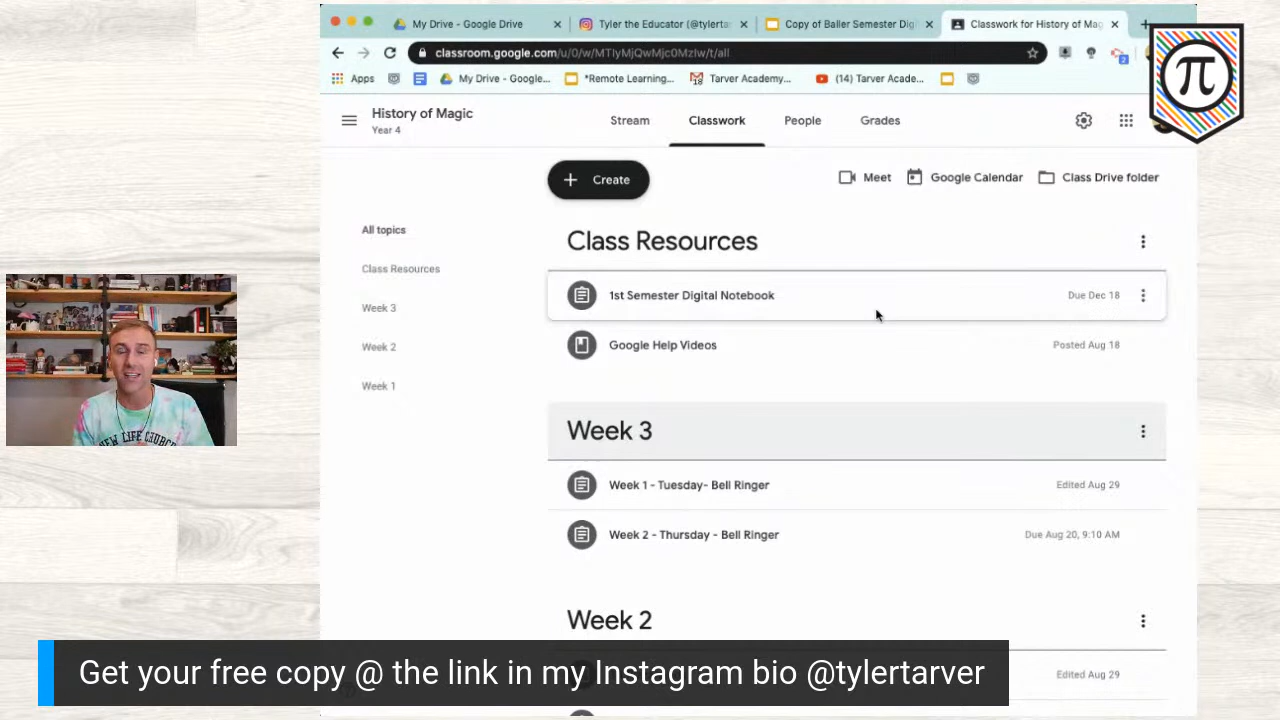 My Drive - Google Drive
Tyler the Educator (@tylerta
Copy of Baller Semester Digi
Classwork for History of Mag
classroom.google.com/u/0/w/MTIyMjQwMjc0MzIw/t/all
Apps
My Drive - Google...
*Remote Learning...
Tarver Academy...
(14) Tarver Acade...
π
History of Magic
Year 4
Stream
Classwork
People
Grades
Create
Meet
Google Calendar
Class Drive folder
All topics
Class Resources
Week 3
Week 2
Week 1
Class Resources
1st Semester Digital Notebook
Due Dec 18
Google Help Videos
Posted Aug 18
Week 3
Week 1 - Tuesday- Bell Ringer
Edited Aug 29
Week 2 - Thursday - Bell Ringer
Due Aug 20, 9:10 AM
Week 2
Edited Aug 29
NEW LIFE CHURCH
Get your free copy @ the link in my Instagram bio @tylertarver